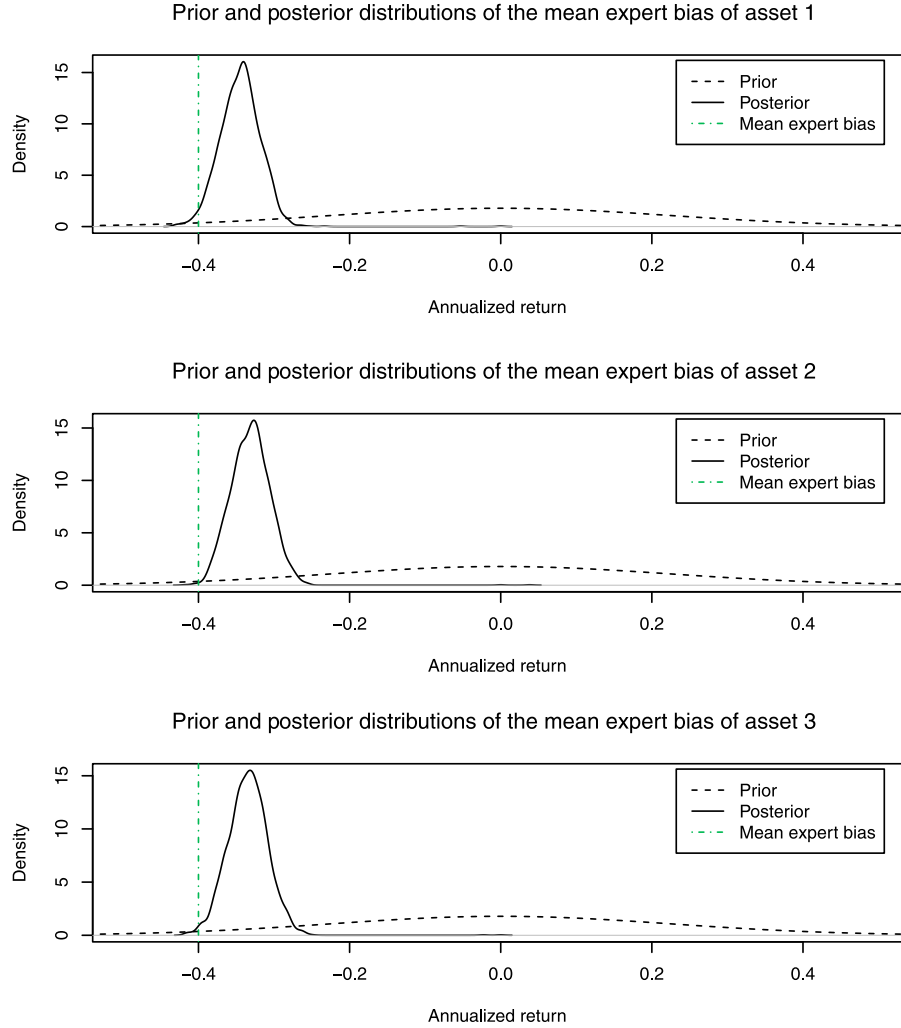 Prior and posterior distributions of the mean expert bias of asset 1
Density
0 5 10 15
Prior
Posterior
Mean expert bias
−0.4 −0.2 0.0 0.2 0.4
Annualized return
Prior and posterior distributions of the mean expert bias of asset 2
Density
0 5 10 15
Prior
Posterior
Mean expert bias
−0.4 −0.2 0.0 0.2 0.4
Annualized return
Prior and posterior distributions of the mean expert bias of asset 3
Density
0 5 10 15
Prior
Posterior
Mean expert bias
−0.4 −0.2 0.0 0.2 0.4
Annualized return